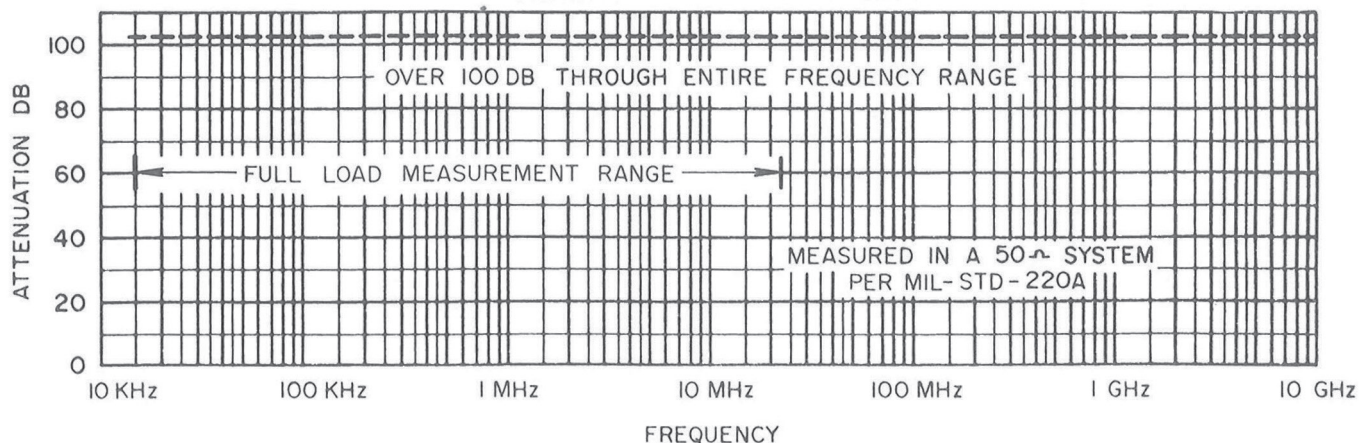 100
OVER 100 DB THROUGH ENTIRE FREQUENCY RANGE
80
FULL LOAD MEASUREMENT RANGE
60
40
MEASURED IN A 50 Ω SYSTEM
PER MIL-STD-220A
20
0
ATTENUATION DB
10 KHz 100 KHz 1 MHz 10 MHz 100 MHz 1 GHz 10 GHz
FREQUENCY